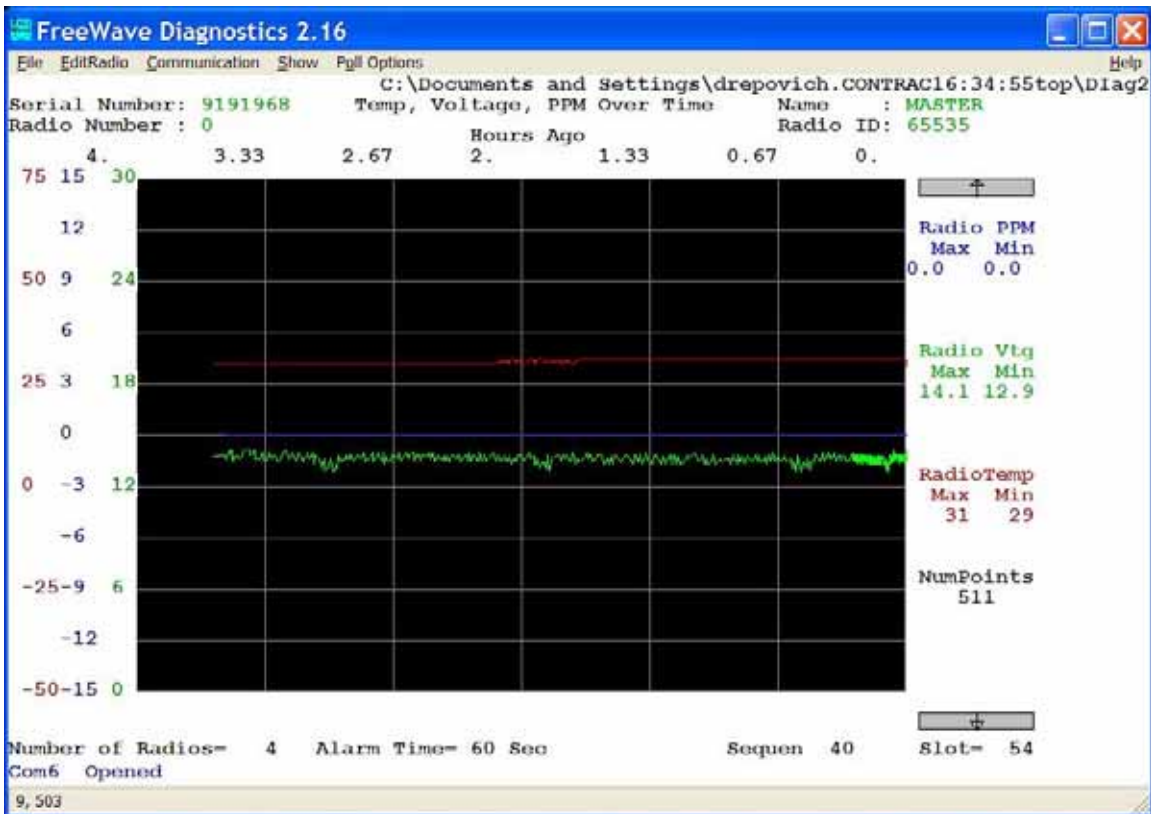 FreeWave Diagnostics 2.16
File EditRadio Communication Show Poll Options Help
C:\Documents and Settings\drepovich.CONTRAC16:34:55top\DIag2
Serial Number: 9191968 Temp, Voltage, PPM Over Time Name : MASTER
Radio Number : 0 Radio ID: 65535
Hours Ago
4. 3.33 2.67 2. 1.33 0.67 0.
75 15 30
12
Radio PPM
Max Min
0.0 0.0
50 9 24
6
Radio Vtg
Max Min
14.1 12.9
25 3 18
0
RadioTemp
Max Min
31 29
0 -3 12
-6
NumPoints
511
-25 -9 6
-12
-50 -15 0
Number of Radios= 4 Alarm Time= 60 Sec Sequen 40 Slot= 54
Com6 Opened
9, 503